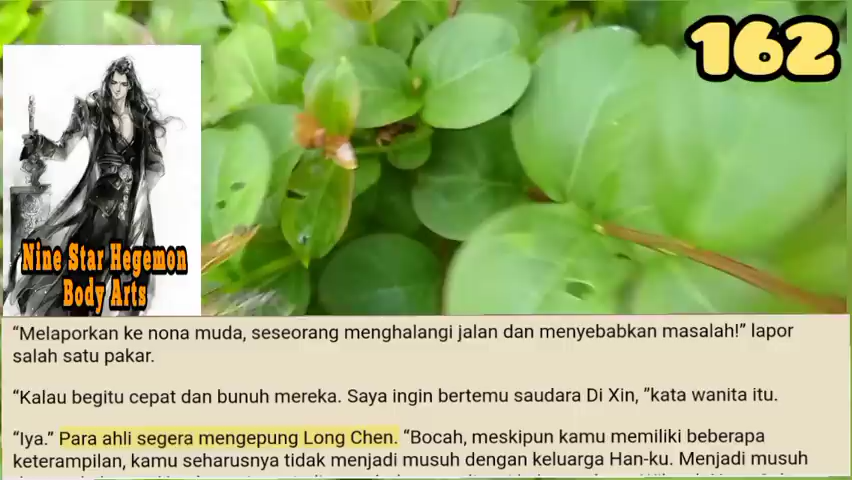 162
Nine Star Hegemon
Body Arts
“Melaporkan ke nona muda, seseorang menghalangi jalan dan menyebabkan masalah!” lapor
salah satu pakar.
“Kalau begitu cepat dan bunuh mereka. Saya ingin bertemu saudara Di Xin, ”kata wanita itu.
“Iya.” Para ahli segera mengepung Long Chen. “Bocah, meskipun kamu memiliki beberapa
keterampilan, kamu seharusnya tidak menjadi musuh dengan keluarga Han-ku. Menjadi musuh